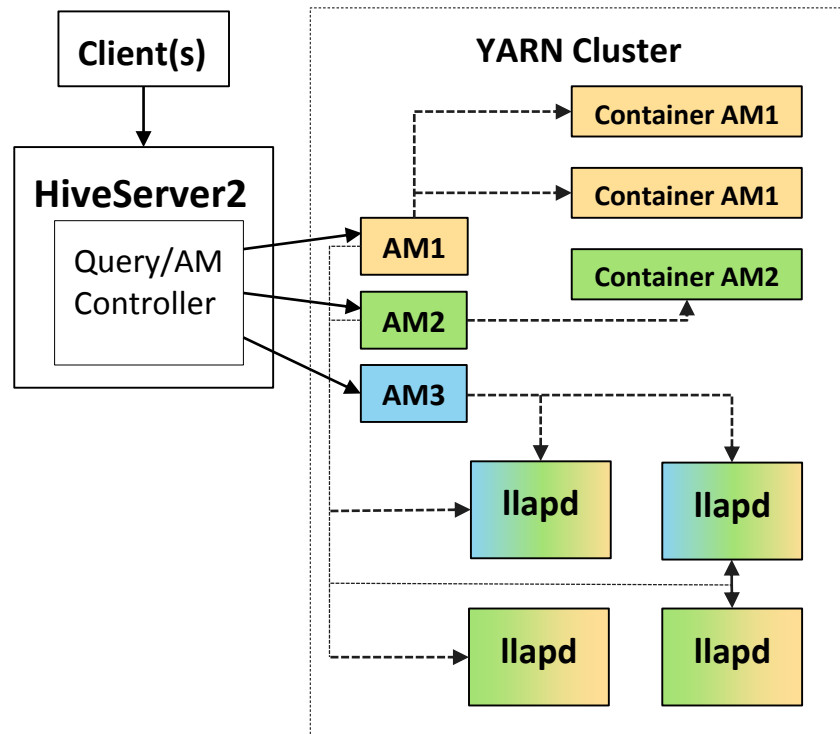 Client(s)
YARN Cluster
Container AM1
HiveServer2
Container AM1
Query/AM
Controller
AM1
Container AM2
AM2
AM3
llapd
llapd
llapd
llapd